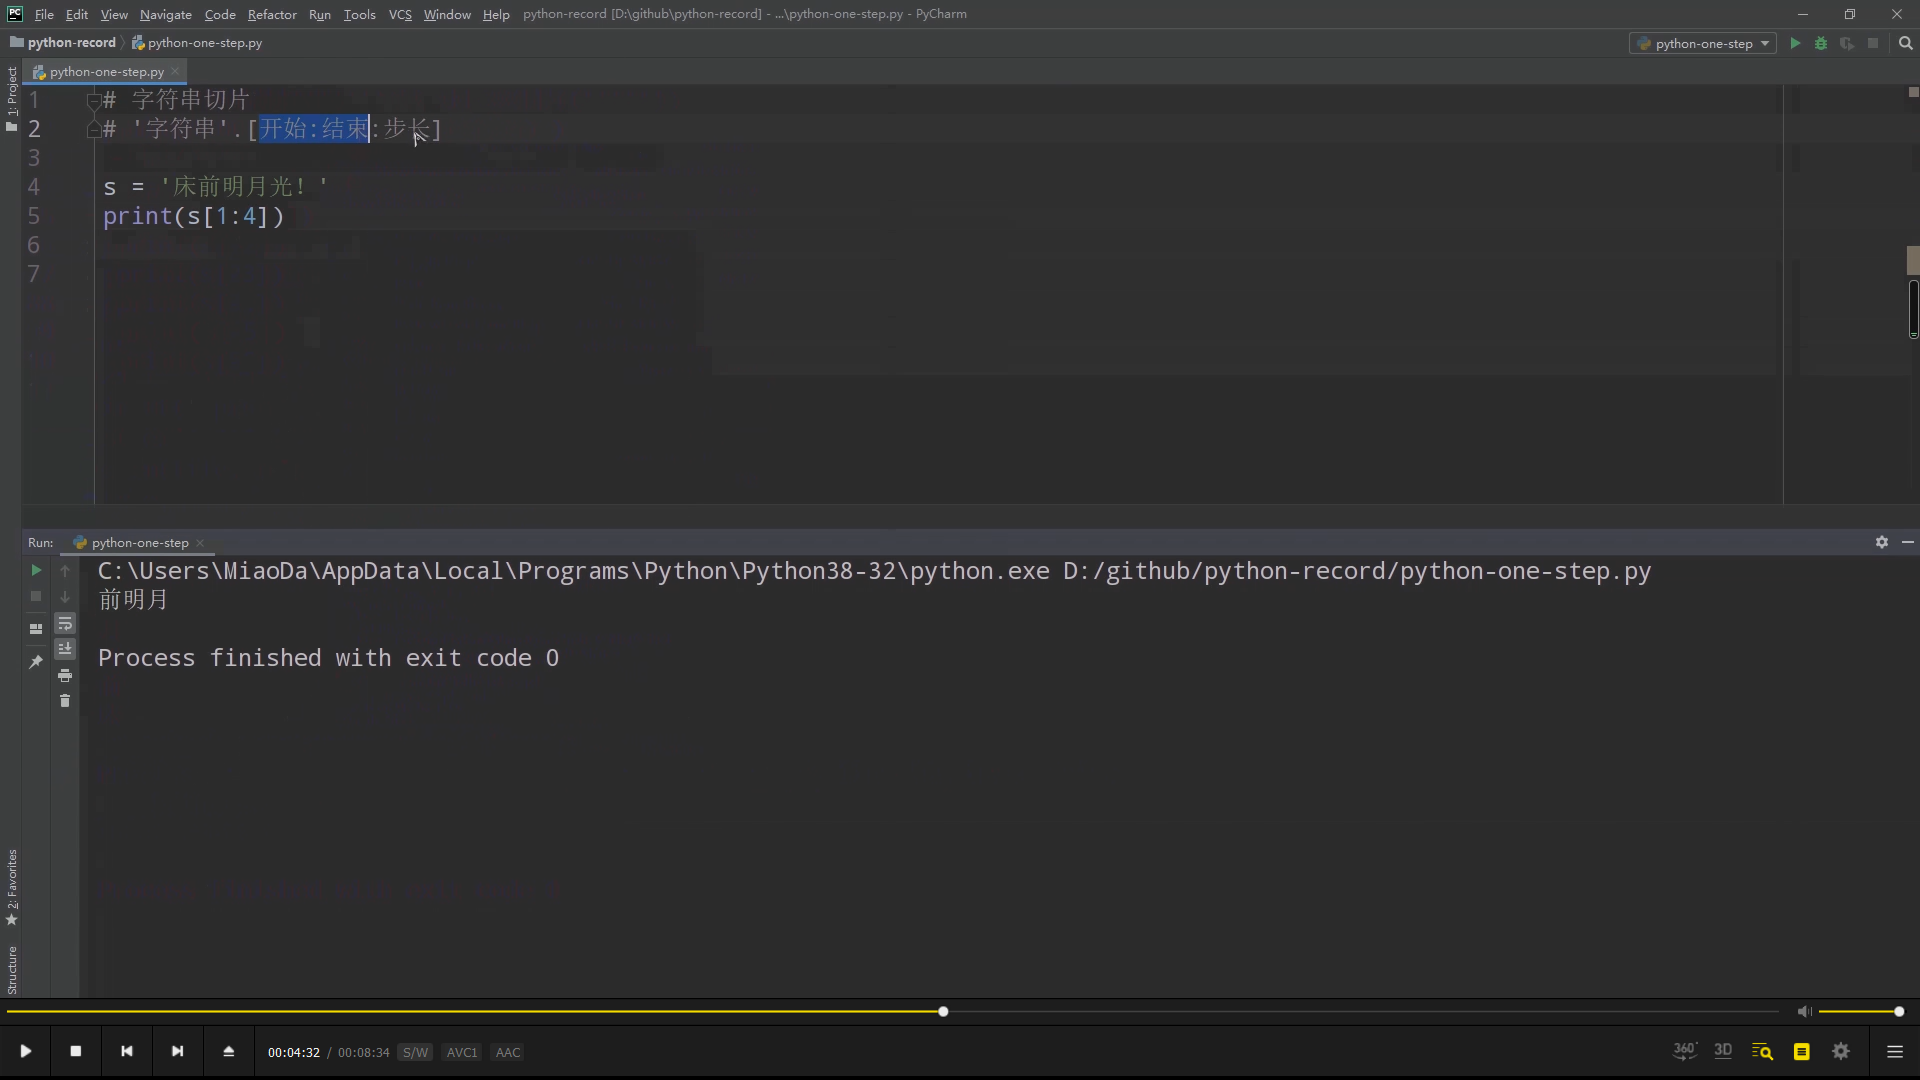 File Edit View Navigate Code Refactor Run Tools VCS Window Help python-record [D:\github\python-record] - ...\python-one-step.py - PyCharm
python-record python-one-step.py python-one-step
1: Project
python-one-step.py
1 # 字符串切片
2 # '字符串'.[开始:结束:步长]
3
4 s = '床前明月光！'
5 print(s[1:4])
6
7
Run: python-one-step
C:\Users\MiaoDa\AppData\Local\Programs\Python\Python38-32\python.exe D:/github/python-record/python-one-step.py
前明月
Process finished with exit code 0
2: Favorites
Structure
00:04:32 / 00:08:34 S/W AVC1 AAC 360° 3D